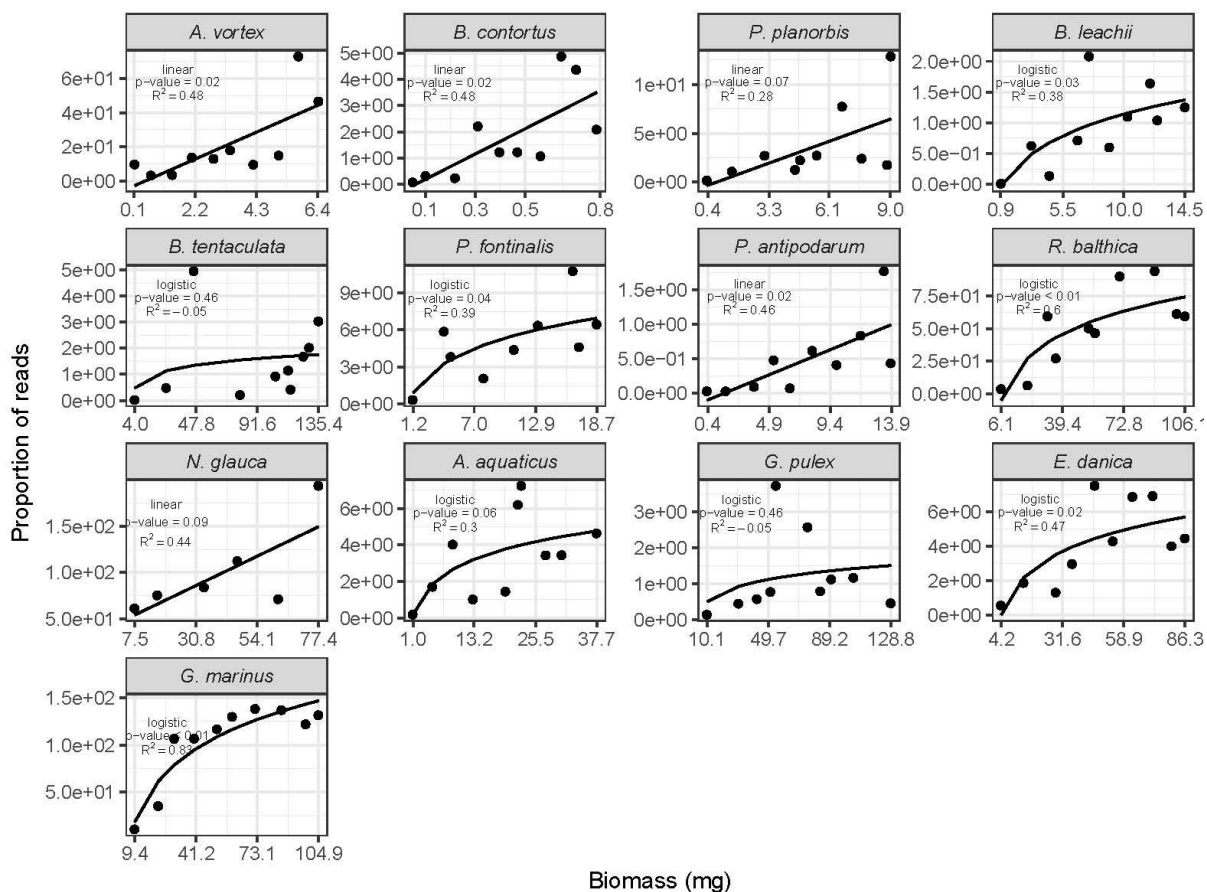 A. vortex
B. contortus
P. planorbis
B. leachii
6e+01
4e+01
2e+01
0e+00
linear
p−value = 0.02
R² = 0.48
0.1 2.2 4.3 6.4
5e+00
4e+00
3e+00
2e+00
1e+00
0e+00
linear
p−value = 0.02
R² = 0.48
0.1 0.3 0.5 0.8
1e+01
5e+00
0e+00
linear
p−value = 0.07
R² = 0.28
0.4 3.3 6.1 9.0
2.0e+00
1.5e+00
1.0e+00
5.0e−01
0.0e+00
logistic
p−value = 0.03
R² = 0.38
0.9 5.5 10.0 14.5
B. tentaculata
P. fontinalis
P. antipodarum
R. balthica
5e+00
4e+00
3e+00
2e+00
1e+00
0e+00
logistic
p−value = 0.46
R² = −0.05
4.0 47.8 91.6 135.4
9e+00
6e+00
3e+00
0e+00
logistic
p−value = 0.04
R² = 0.39
1.2 7.0 12.9 18.7
1.5e+00
1.0e+00
5.0e−01
0.0e+00
linear
p−value = 0.02
R² = 0.46
0.4 4.9 9.4 13.9
7.5e+01
5.0e+01
2.5e+01
0.0e+00
logistic
p−value < 0.01
R² = 0.6
6.1 39.4 72.8 106.1
N. glauca
A. aquaticus
G. pulex
E. danica
1.5e+02
1.0e+02
5.0e+01
linear
p−value = 0.09
R² = 0.44
7.5 30.8 54.1 77.4
6e+00
4e+00
2e+00
0e+00
logistic
p−value = 0.06
R² = 0.3
1.0 13.2 25.5 37.7
3e+00
2e+00
1e+00
0e+00
logistic
p−value = 0.46
R² = −0.05
10.1 49.7 89.2 128.8
6e+00
4e+00
2e+00
0e+00
logistic
p−value = 0.02
R² = 0.47
4.2 31.6 58.9 86.3
G. marinus
1.5e+02
1.0e+02
5.0e+01
logistic
p−value < 0.01
R² = 0.83
9.4 41.2 73.1 104.9
Proportion of reads
Biomass (mg)